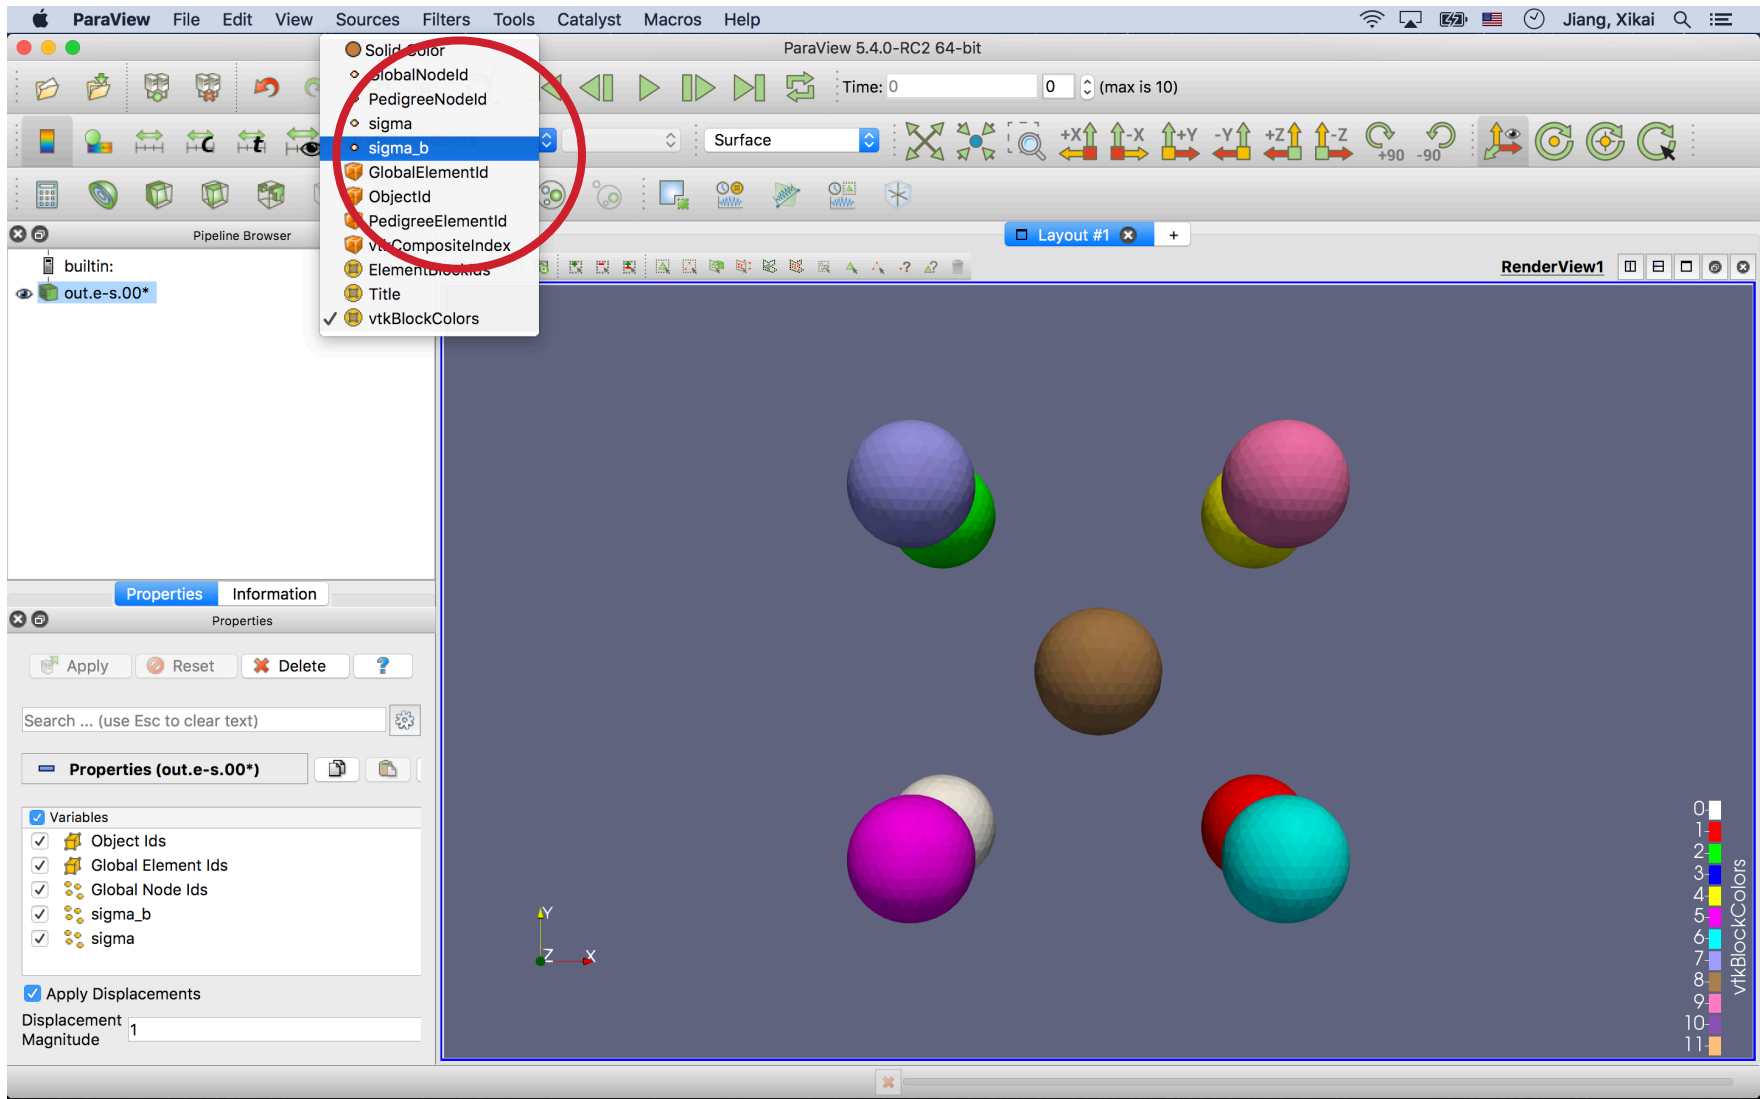 ParaView File Edit View Sources Filters Tools Catalyst Macros Help Jiang, Xikai
ParaView 5.4.0-RC2 64-bit
Solid Color
GlobalNodeId
PedigreeNodeId
sigma
sigma_b
GlobalElementId
ObjectId
PedigreeElementId
vtkCompositeIndex
ElementBlockIds
Title
vtkBlockColors
Time: 0 0 (max is 10)
C t Surface +X -X +Y -Y +Z -Z +90 -90
Pipeline Browser
Layout #1 +
builtin:
out.e-s.00*
RenderView1
Properties Information
Properties
Apply Reset Delete ?
Search ... (use Esc to clear text)
Properties (out.e-s.00*)
Variables
Object Ids
Global Element Ids
Global Node Ids
sigma_b
sigma
Apply Displacements
Displacement
Magnitude
1
Y
Z X
0
1
2
3
4
5
6
7
8
9
10
11
vtkBlockColors